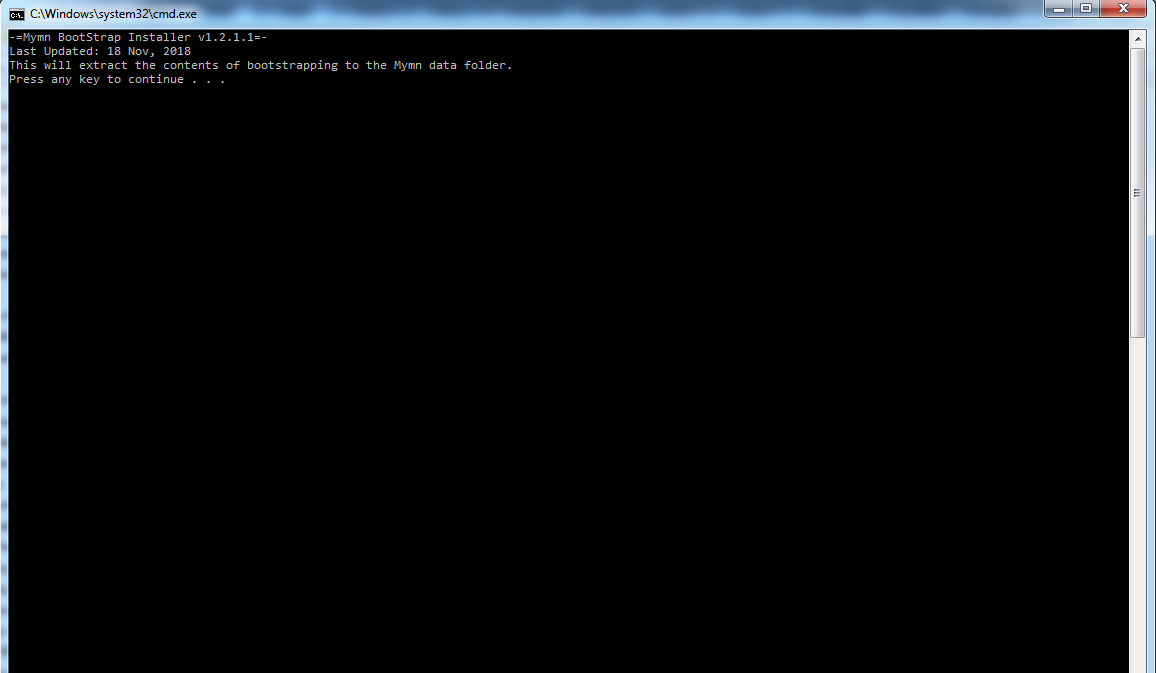 C:\Windows\system32\cmd.exe
-=Mymn BootStrap Installer v1.2.1.1=-
Last Updated: 18 Nov, 2018
This will extract the contents of bootstrapping to the Mymn data folder.
Press any key to continue . . .